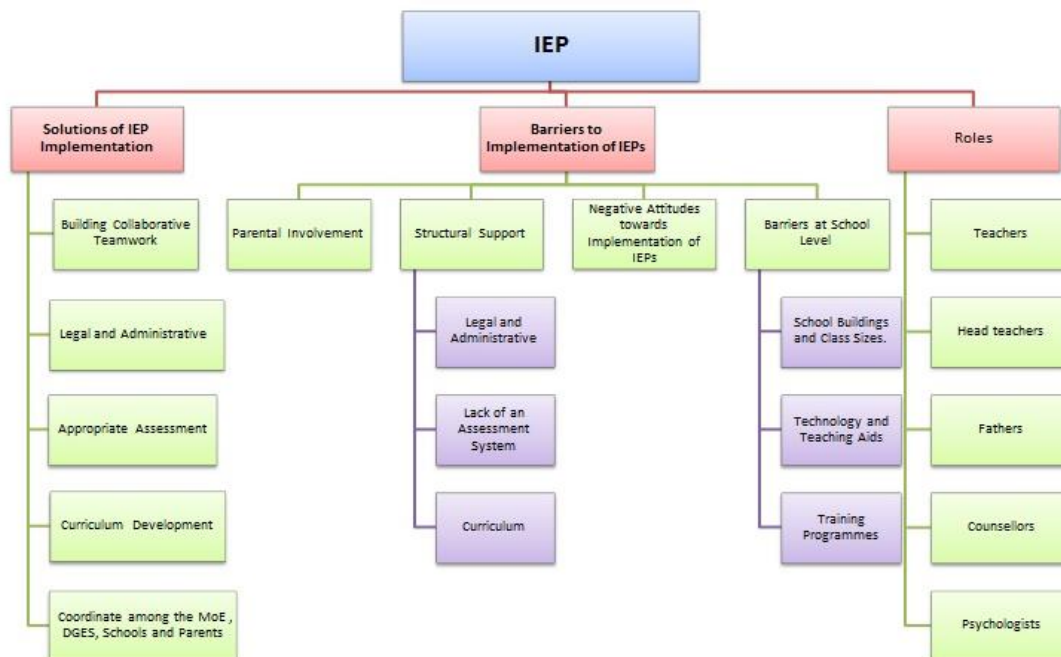 IEP
Solutions of IEP
Implementation
Building Collaborative
Teamwork
Legal and Administrative
Appropriate Assessment
Curriculum Development
Coordinate among the MoE ,
DGES, Schools and Parents
Barriers to
Implementation of IEPs
Parental Involvement
Structural Support
Legal and
Administrative
Lack of an
Assessment
System
Curriculum
Negative Attitudes
towards
Implementation of
IEPs
Barriers at School
Level
School Buildings
and Class Sizes.
Technology and
Teaching Aids
Training
Programmes
Roles
Teachers
Head teachers
Fathers
Counsellors
Psychologists